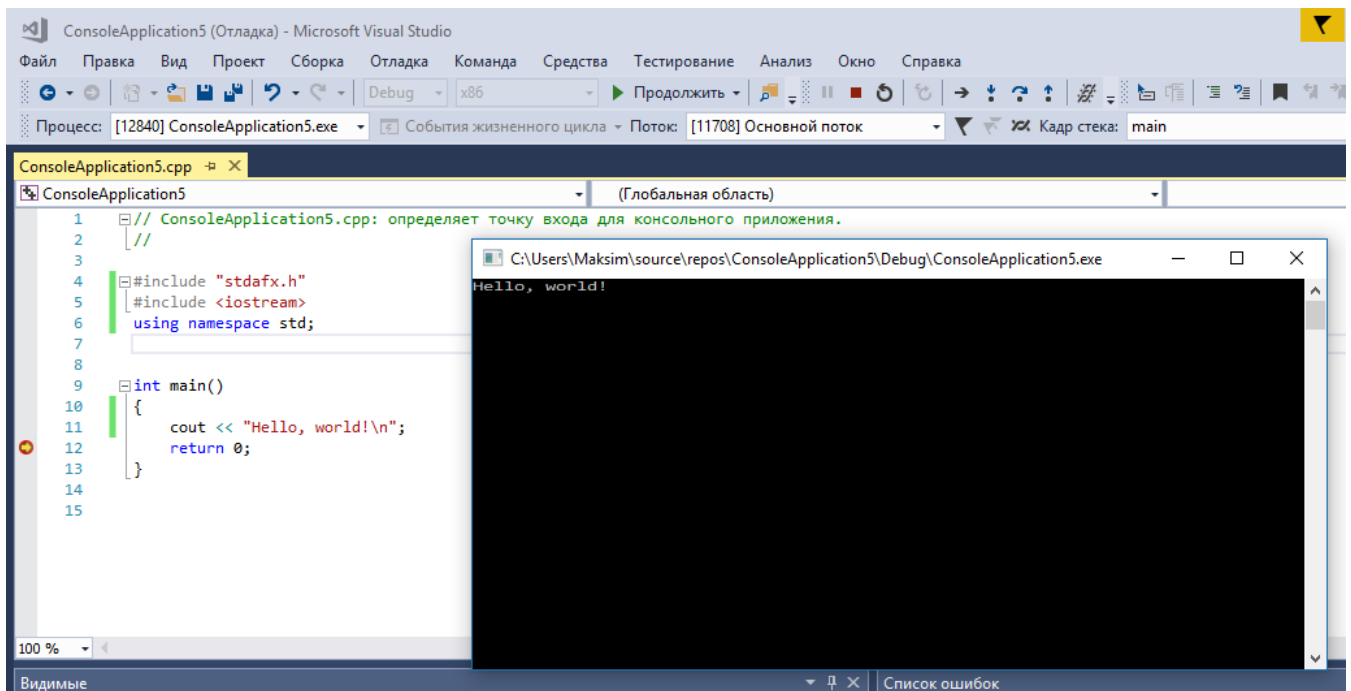 ConsoleApplication5 (Отладка) - Microsoft Visual Studio
Файл Правка Вид Проект Сборка Отладка Команда Средства Тестирование Анализ Окно Справка
Debug x86 Продолжить
Процесс: [12840] ConsoleApplication5.exe События жизненного цикла Поток: [11708] Основной поток Кадр стека: main
ConsoleApplication5.cpp
ConsoleApplication5 (Глобальная область)
1 // ConsoleApplication5.cpp: определяет точку входа для консольного приложения.
2 //
3
4 #include "stdafx.h"
5 #include <iostream>
6 using namespace std;
7
8
9 int main()
10 {
11 cout << "Hello, world!\n";
12 return 0;
13 }
14
15
C:\Users\Maksim\source\repos\ConsoleApplication5\Debug\ConsoleApplication5.exe
Hello, world!
100 %
Видимые Список ошибок